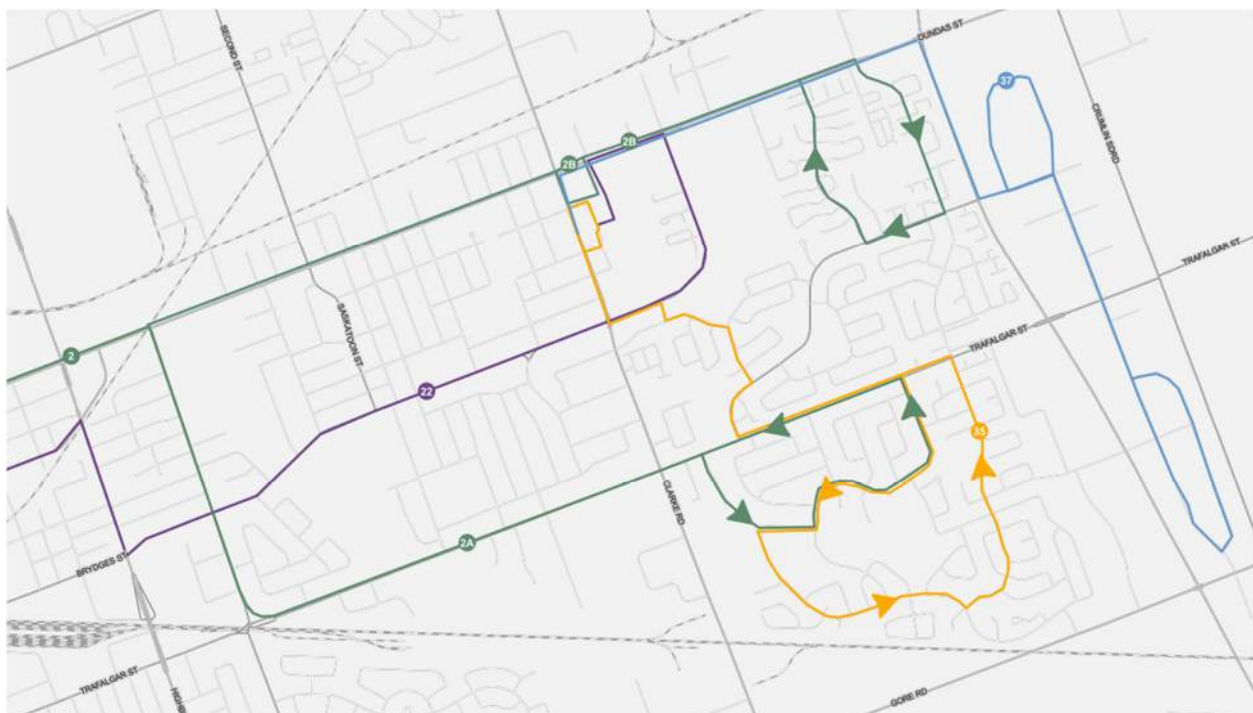 DUNDAS ST
SECOND ST
37
CRUMLIN SDRD
2B
2B
TRAFALGAR ST
SASKATOON ST
TRAFALGAR ST
2
22
35
CLARKE RD
2A
BRYDGES ST
TRAFALGAR ST
GORE RD